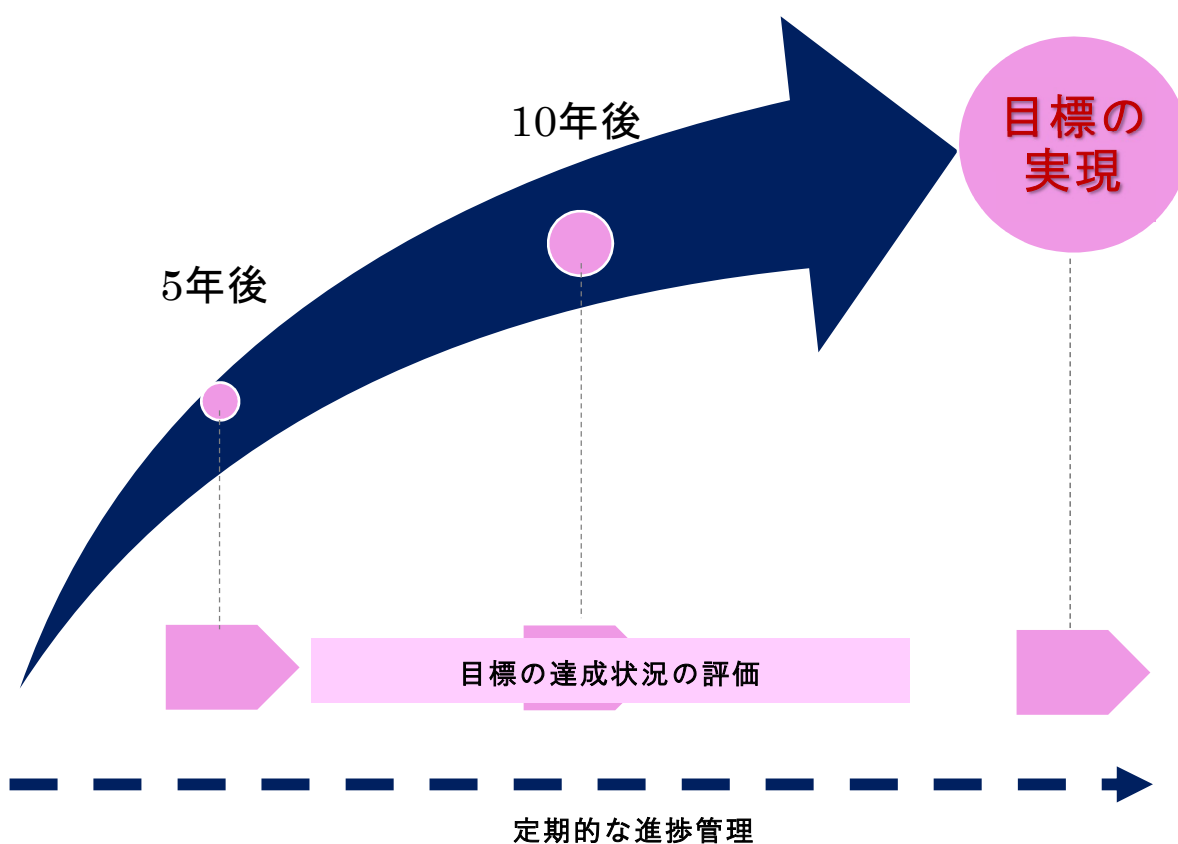 10年後
目標の
実現
5年後
目標の達成状況の評価
定期的な進捗管理